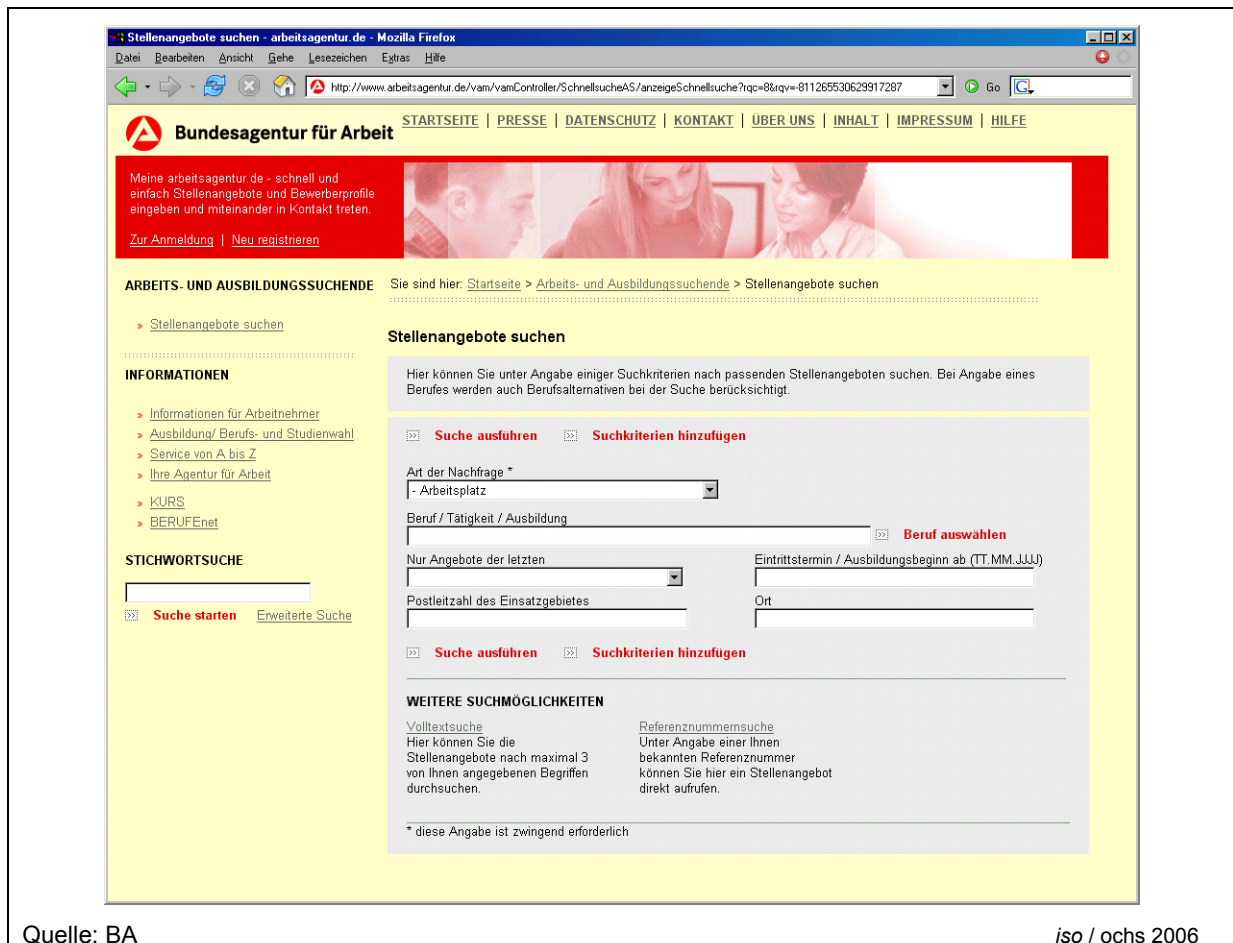 Stellenangebote suchen - arbeitsagentur.de - Mozilla Firefox
Datei Bearbeiten Ansicht Gehe Lesezeichen Extras Hilfe
http://www.arbeitsagentur.de/vam/vamController/SchnellsucheAS/anzeigeSchnellsuche?rqc=8&rqv=-811265530629917287 Go G
Bundesagentur für Arbeit
STARTSEITE | PRESSE | DATENSCHUTZ | KONTAKT | ÜBER UNS | INHALT | IMPRESSUM | HILFE
Meine arbeitsagentur.de - schnell und
einfach Stellenangebote und Bewerberprofile
eingeben und miteinander in Kontakt treten.
Zur Anmeldung | Neu registrieren
ARBEITS- UND AUSBILDUNGSSUCHENDE
» Stellenangebote suchen
INFORMATIONEN
» Informationen für Arbeitnehmer
» Ausbildung/ Berufs- und Studienwahl
» Service von A bis Z
» Ihre Agentur für Arbeit
» KURS
» BERUFEnet
STICHWORTSUCHE
Suche starten Erweiterte Suche
Sie sind hier: Startseite > Arbeits- und Ausbildungssuchende > Stellenangebote suchen
Stellenangebote suchen
Hier können Sie unter Angabe einiger Suchkriterien nach passenden Stellenangeboten suchen. Bei Angabe eines
Berufes werden auch Berufsalternativen bei der Suche berücksichtigt.
Suche ausführen Suchkriterien hinzufügen
Art der Nachfrage *
- Arbeitsplatz
Beruf / Tätigkeit / Ausbildung
Beruf auswählen
Nur Angebote der letzten Eintrittstermin / Ausbildungsbeginn ab (TT.MM.JJJJ)
Postleitzahl des Einsatzgebietes Ort
Suche ausführen Suchkriterien hinzufügen
WEITERE SUCHMÖGLICHKEITEN
Volltextsuche
Hier können Sie die
Stellenangebote nach maximal 3
von Ihnen angegebenen Begriffen
durchsuchen.
Referenznummernsuche
Unter Angabe einer Ihnen
bekannten Referenznummer
können Sie hier ein Stellenangebot
direkt aufrufen.
* diese Angabe ist zwingend erforderlich
Quelle: BA iso / ochs 2006